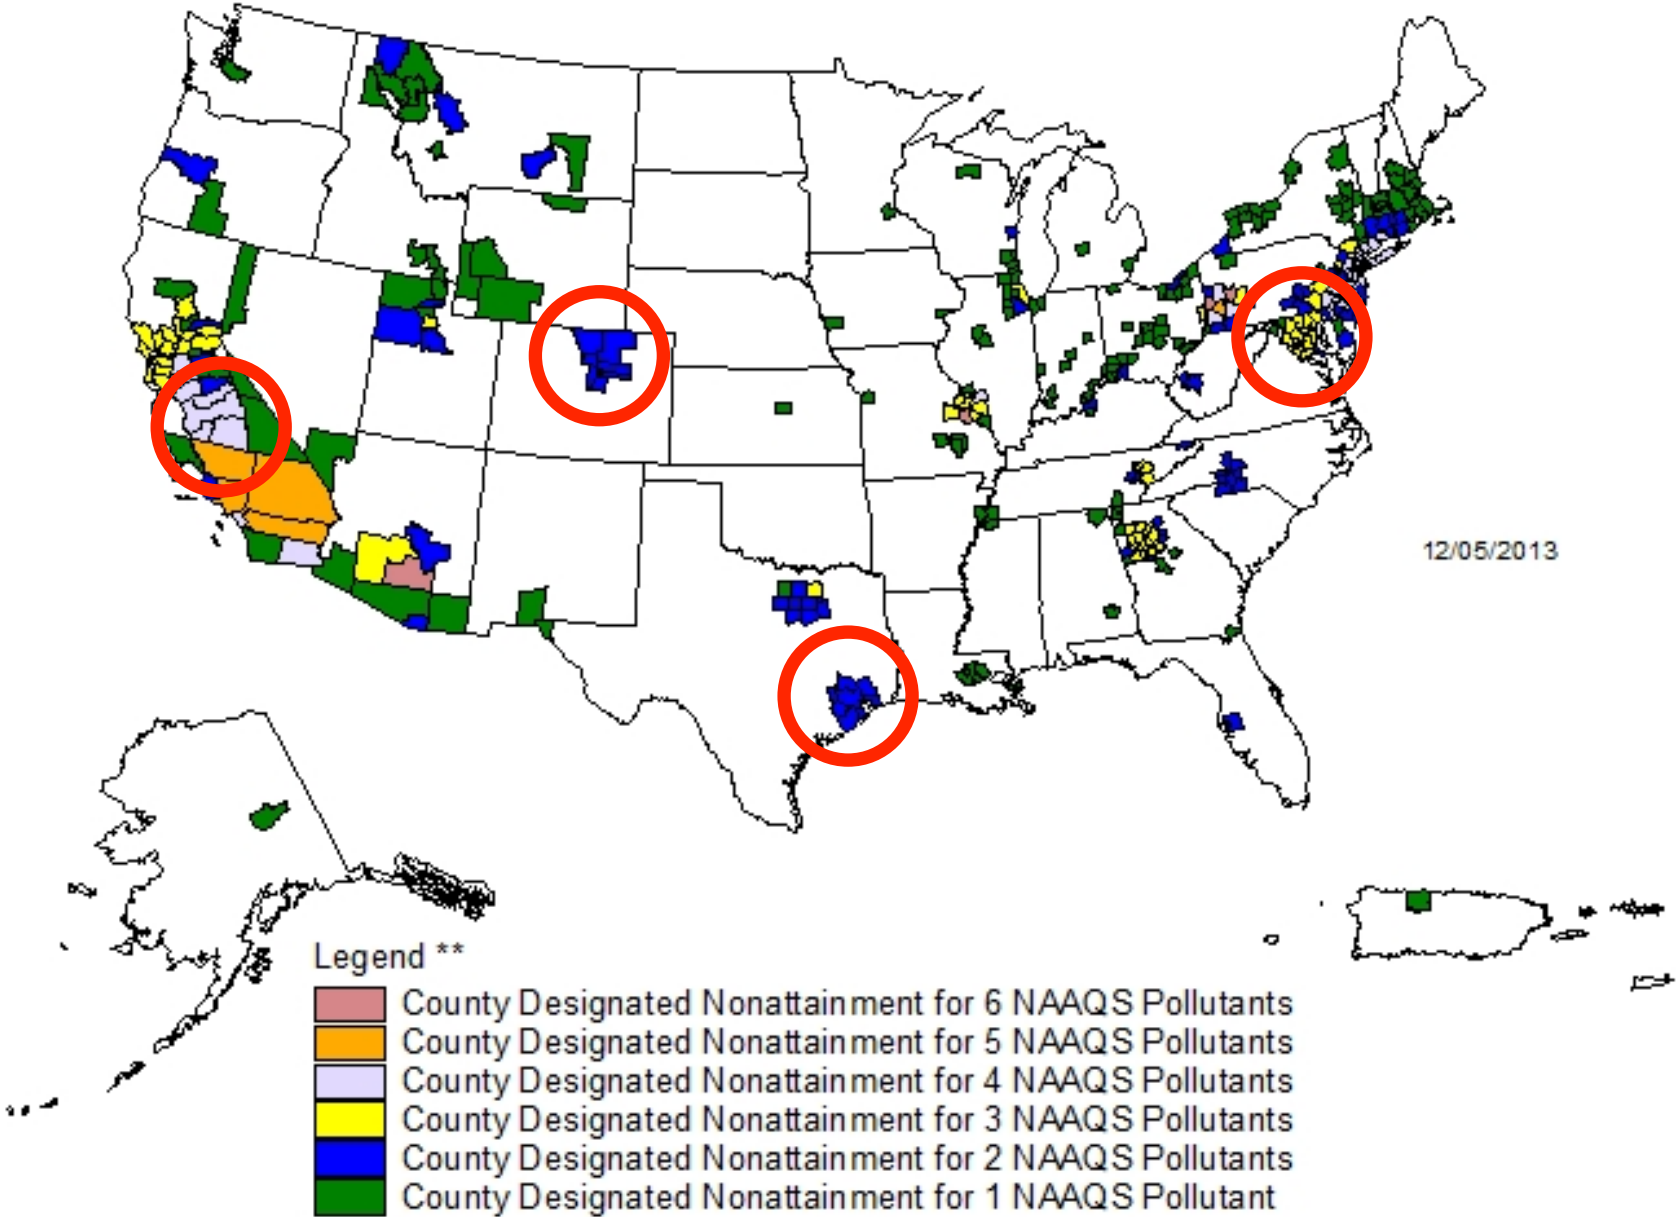 12/05/2013
Legend **
County Designated Nonattainment for 6 NAAQS Pollutants
County Designated Nonattainment for 5 NAAQS Pollutants
County Designated Nonattainment for 4 NAAQS Pollutants
County Designated Nonattainment for 3 NAAQS Pollutants
County Designated Nonattainment for 2 NAAQS Pollutants
County Designated Nonattainment for 1 NAAQS Pollutant